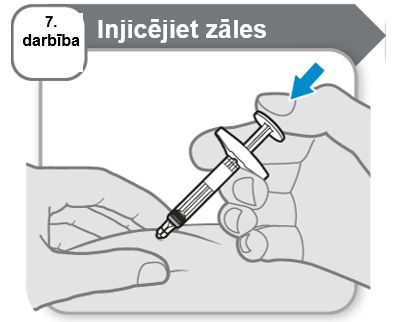 7.
darbība
Injicējiet zāles